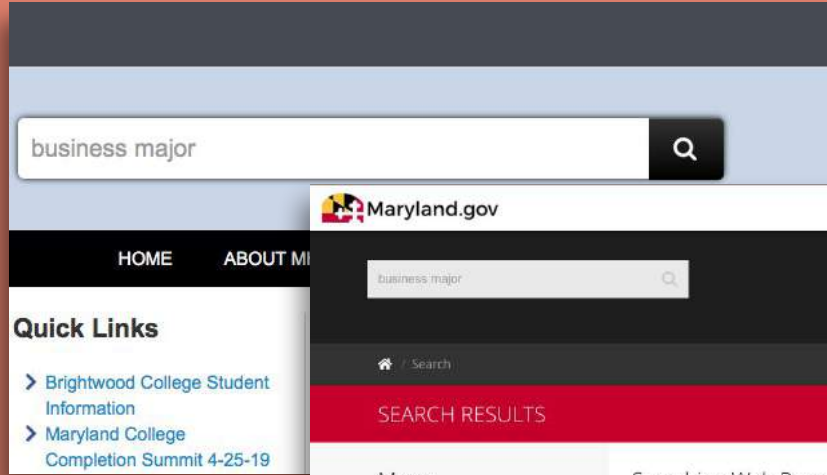 business major
Maryland.gov
HOME
ABOUT
business major
Quick Links
/ Search
Brightwood College Student
Information
SEARCH RESULTS
Maryland College
Completion Summit 4-25-19